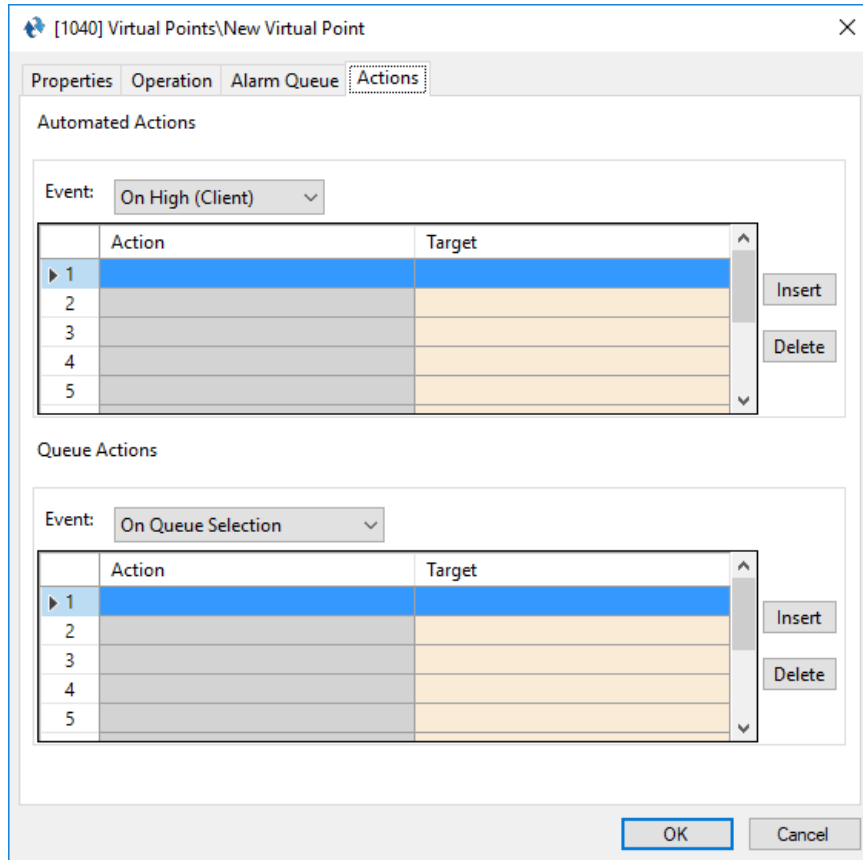 [1040] Virtual Points\New Virtual Point
Properties Operation Alarm Queue Actions
Automated Actions
Event: On High (Client)
Action Target
1
2
3
4
5
Insert
Delete
Queue Actions
Event: On Queue Selection
Action Target
1
2
3
4
5
Insert
Delete
OK Cancel